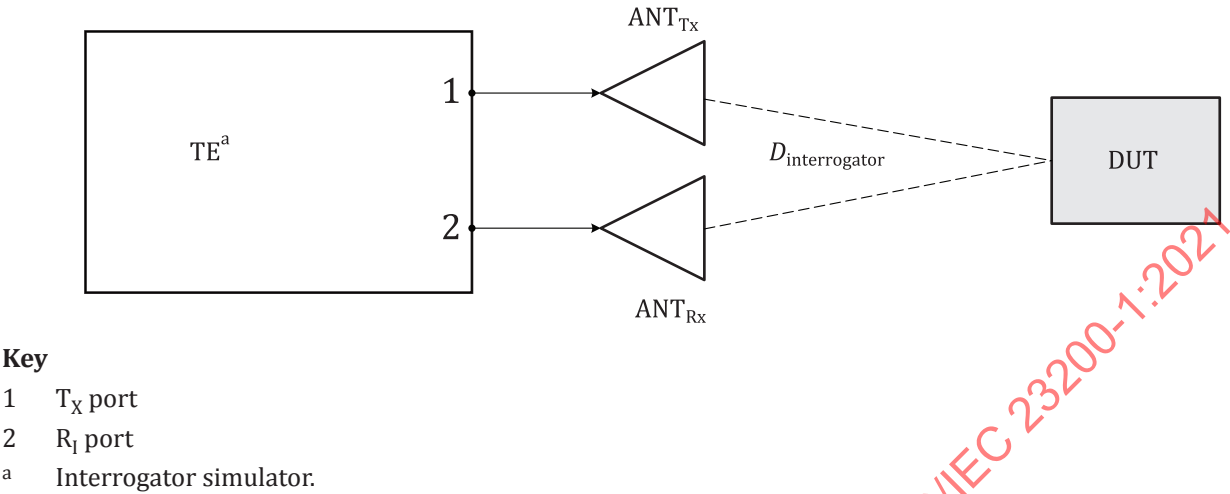 ANT_Tx
1
TE^a
D_interrogator
DUT
2
ANT_Rx
Key
1 T_X port
2 R_I port
a Interrogator simulator.
/IEC 23200-1:2021